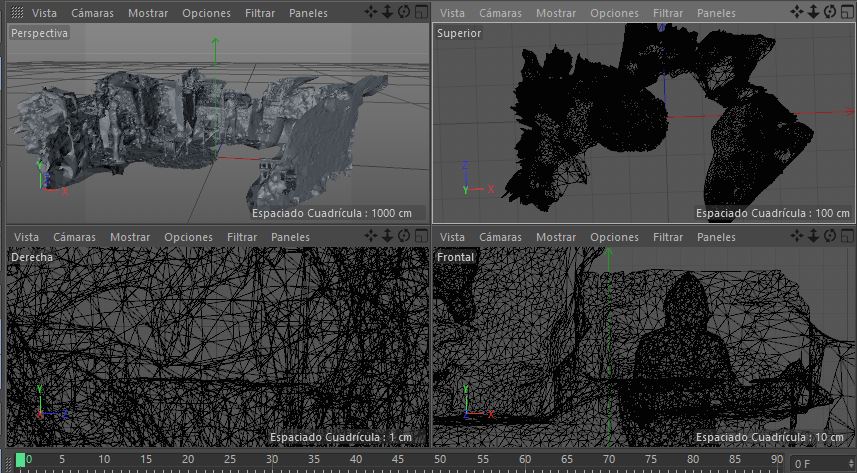 Vista Cámaras Mostrar Opciones Filtrar Paneles
Perspectiva
Y
Z
X
Espaciado Cuadrícula : 1000 cm
Vista Cámaras Mostrar Opciones Filtrar Paneles
Superior
Z
Y X
Espaciado Cuadrícula : 100 cm
Vista Cámaras Mostrar Opciones Filtrar Paneles
Derecha
Y
X Z
Espaciado Cuadrícula : 1 cm
Vista Cámaras Mostrar Opciones Filtrar Paneles
Frontal
Y
Z X
Espaciado Cuadrícula : 10 cm
0 5 10 15 20 25 30 35 40 45 50 55 60 65 70 75 80 85 90
0 F